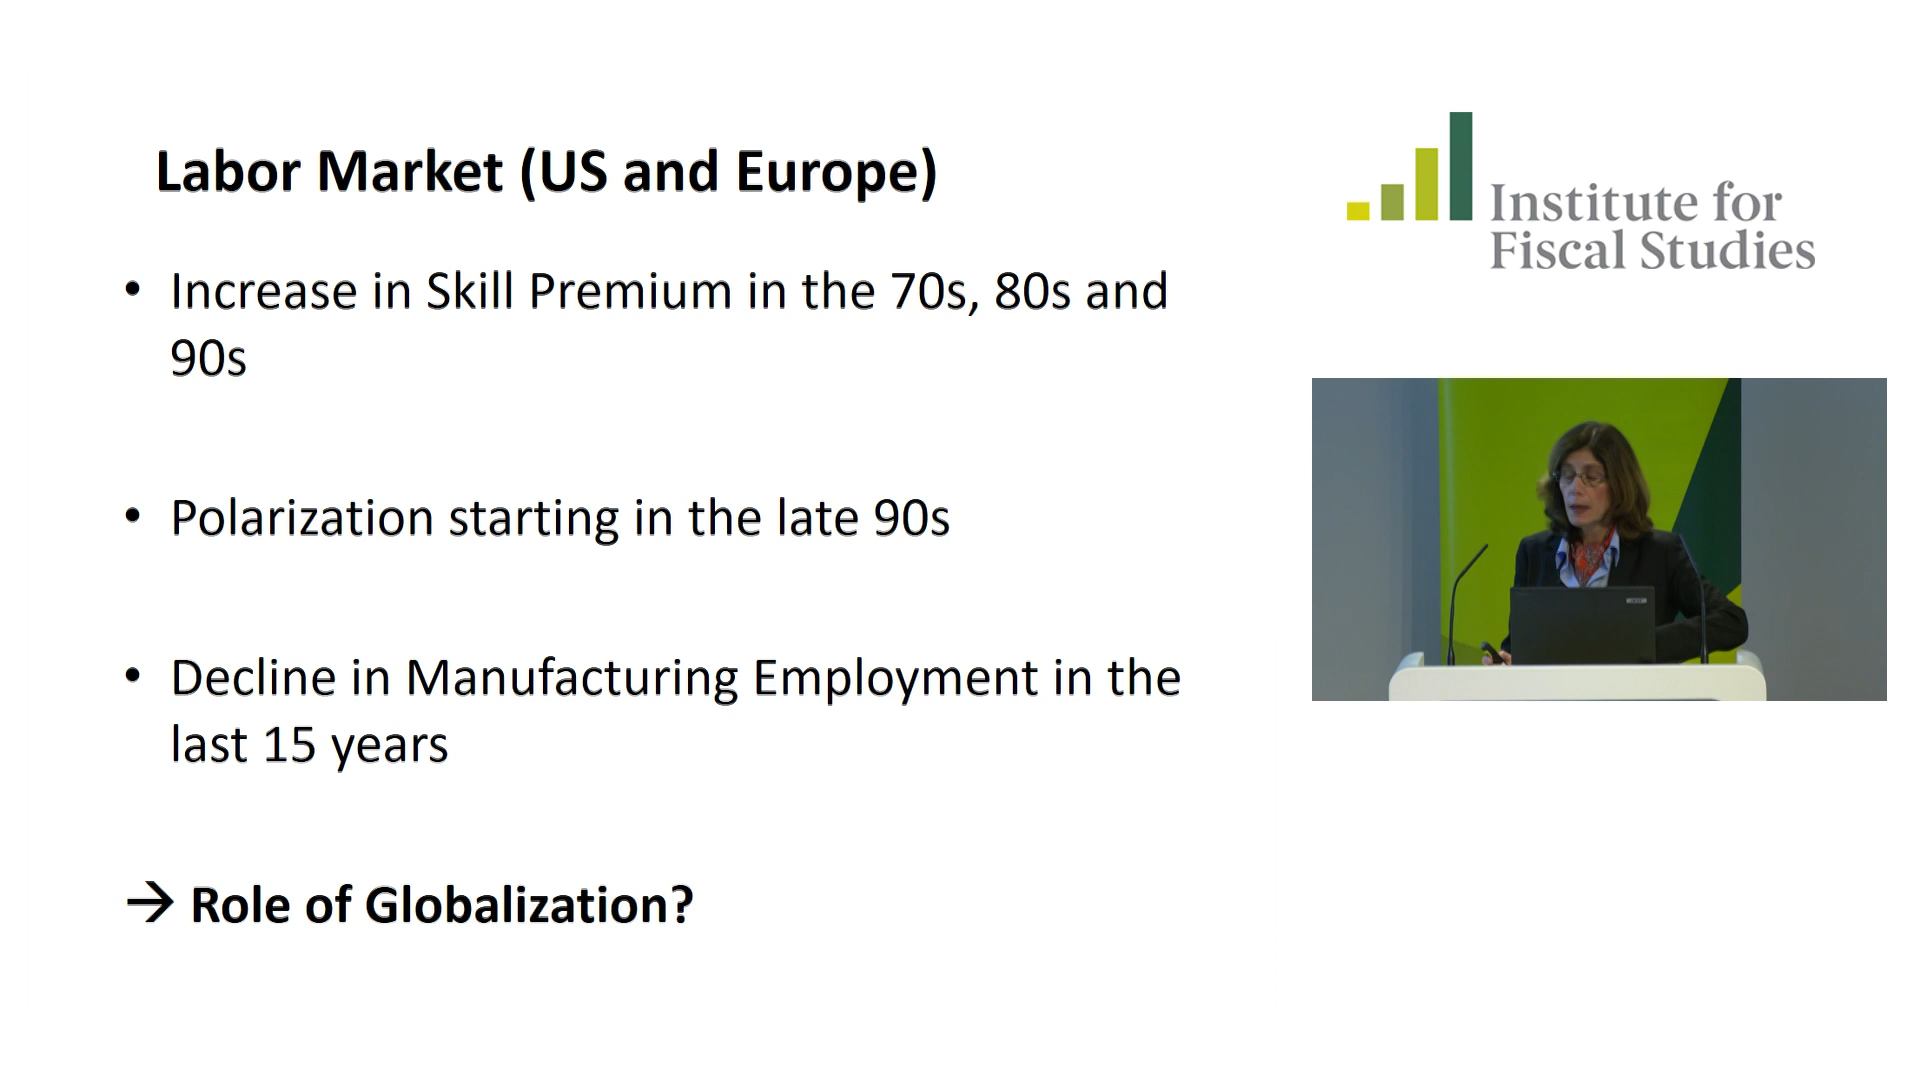 Labor Market (US and Europe)
• Increase in Skill Premium in the 70s, 80s and
90s
• Polarization starting in the late 90s
• Decline in Manufacturing Employment in the
last 15 years
→ Role of Globalization?
Institute for
Fiscal Studies